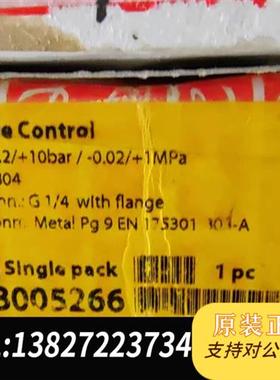 e Control
.2/+10bar / -0.02/+1MPa
304
nn.: G 1/4 with flange
onn. Metal Pg 9 EN 175301 803-A
Single pack
1 pc
3005266
:13827223734
原装正
支持对公